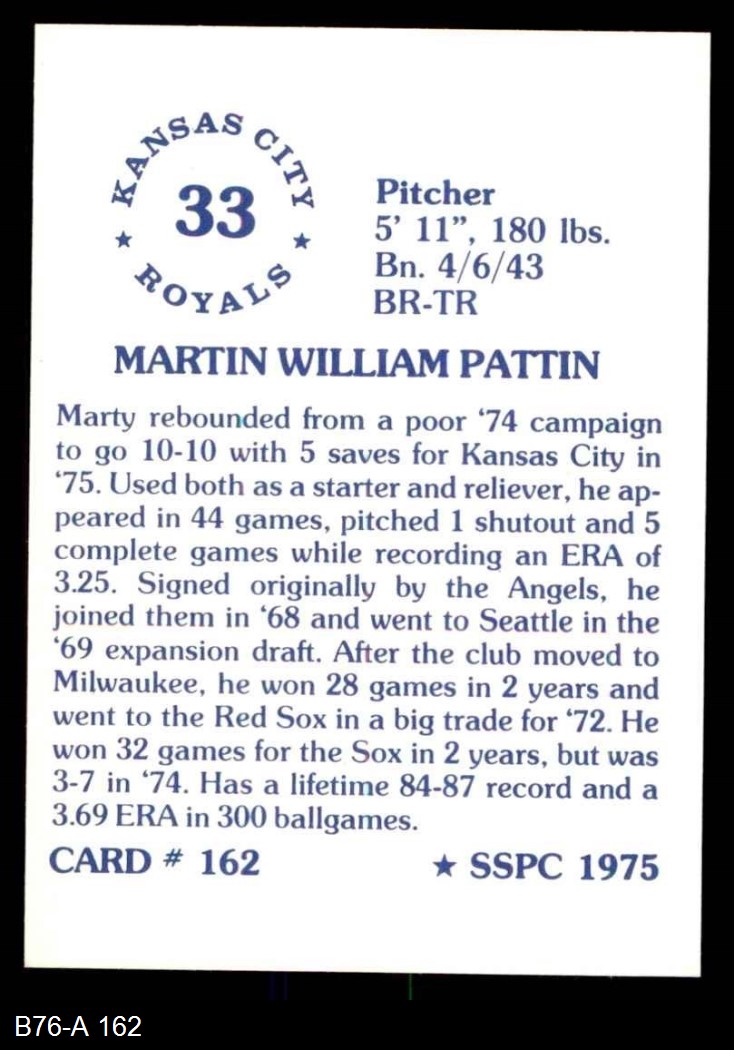 KANSAS CITY
33
★ ★
ROYALS
Pitcher
5’ 11”, 180 lbs.
Bn. 4/6/43
BR-TR
MARTIN WILLIAM PATTIN
Marty rebounded from a poor ‘74 campaign
to go 10-10 with 5 saves for Kansas City in
‘75. Used both as a starter and reliever, he ap-
peared in 44 games, pitched 1 shutout and 5
complete games while recording an ERA of
3.25. Signed originally by the Angels, he
joined them in ‘68 and went to Seattle in the
‘69 expansion draft. After the club moved to
Milwaukee, he won 28 games in 2 years and
went to the Red Sox in a big trade for ‘72. He
won 32 games for the Sox in 2 years, but was
3-7 in ‘74. Has a lifetime 84-87 record and a
3.69 ERA in 300 ballgames.
CARD # 162 ★ SSPC 1975
B76-A 162